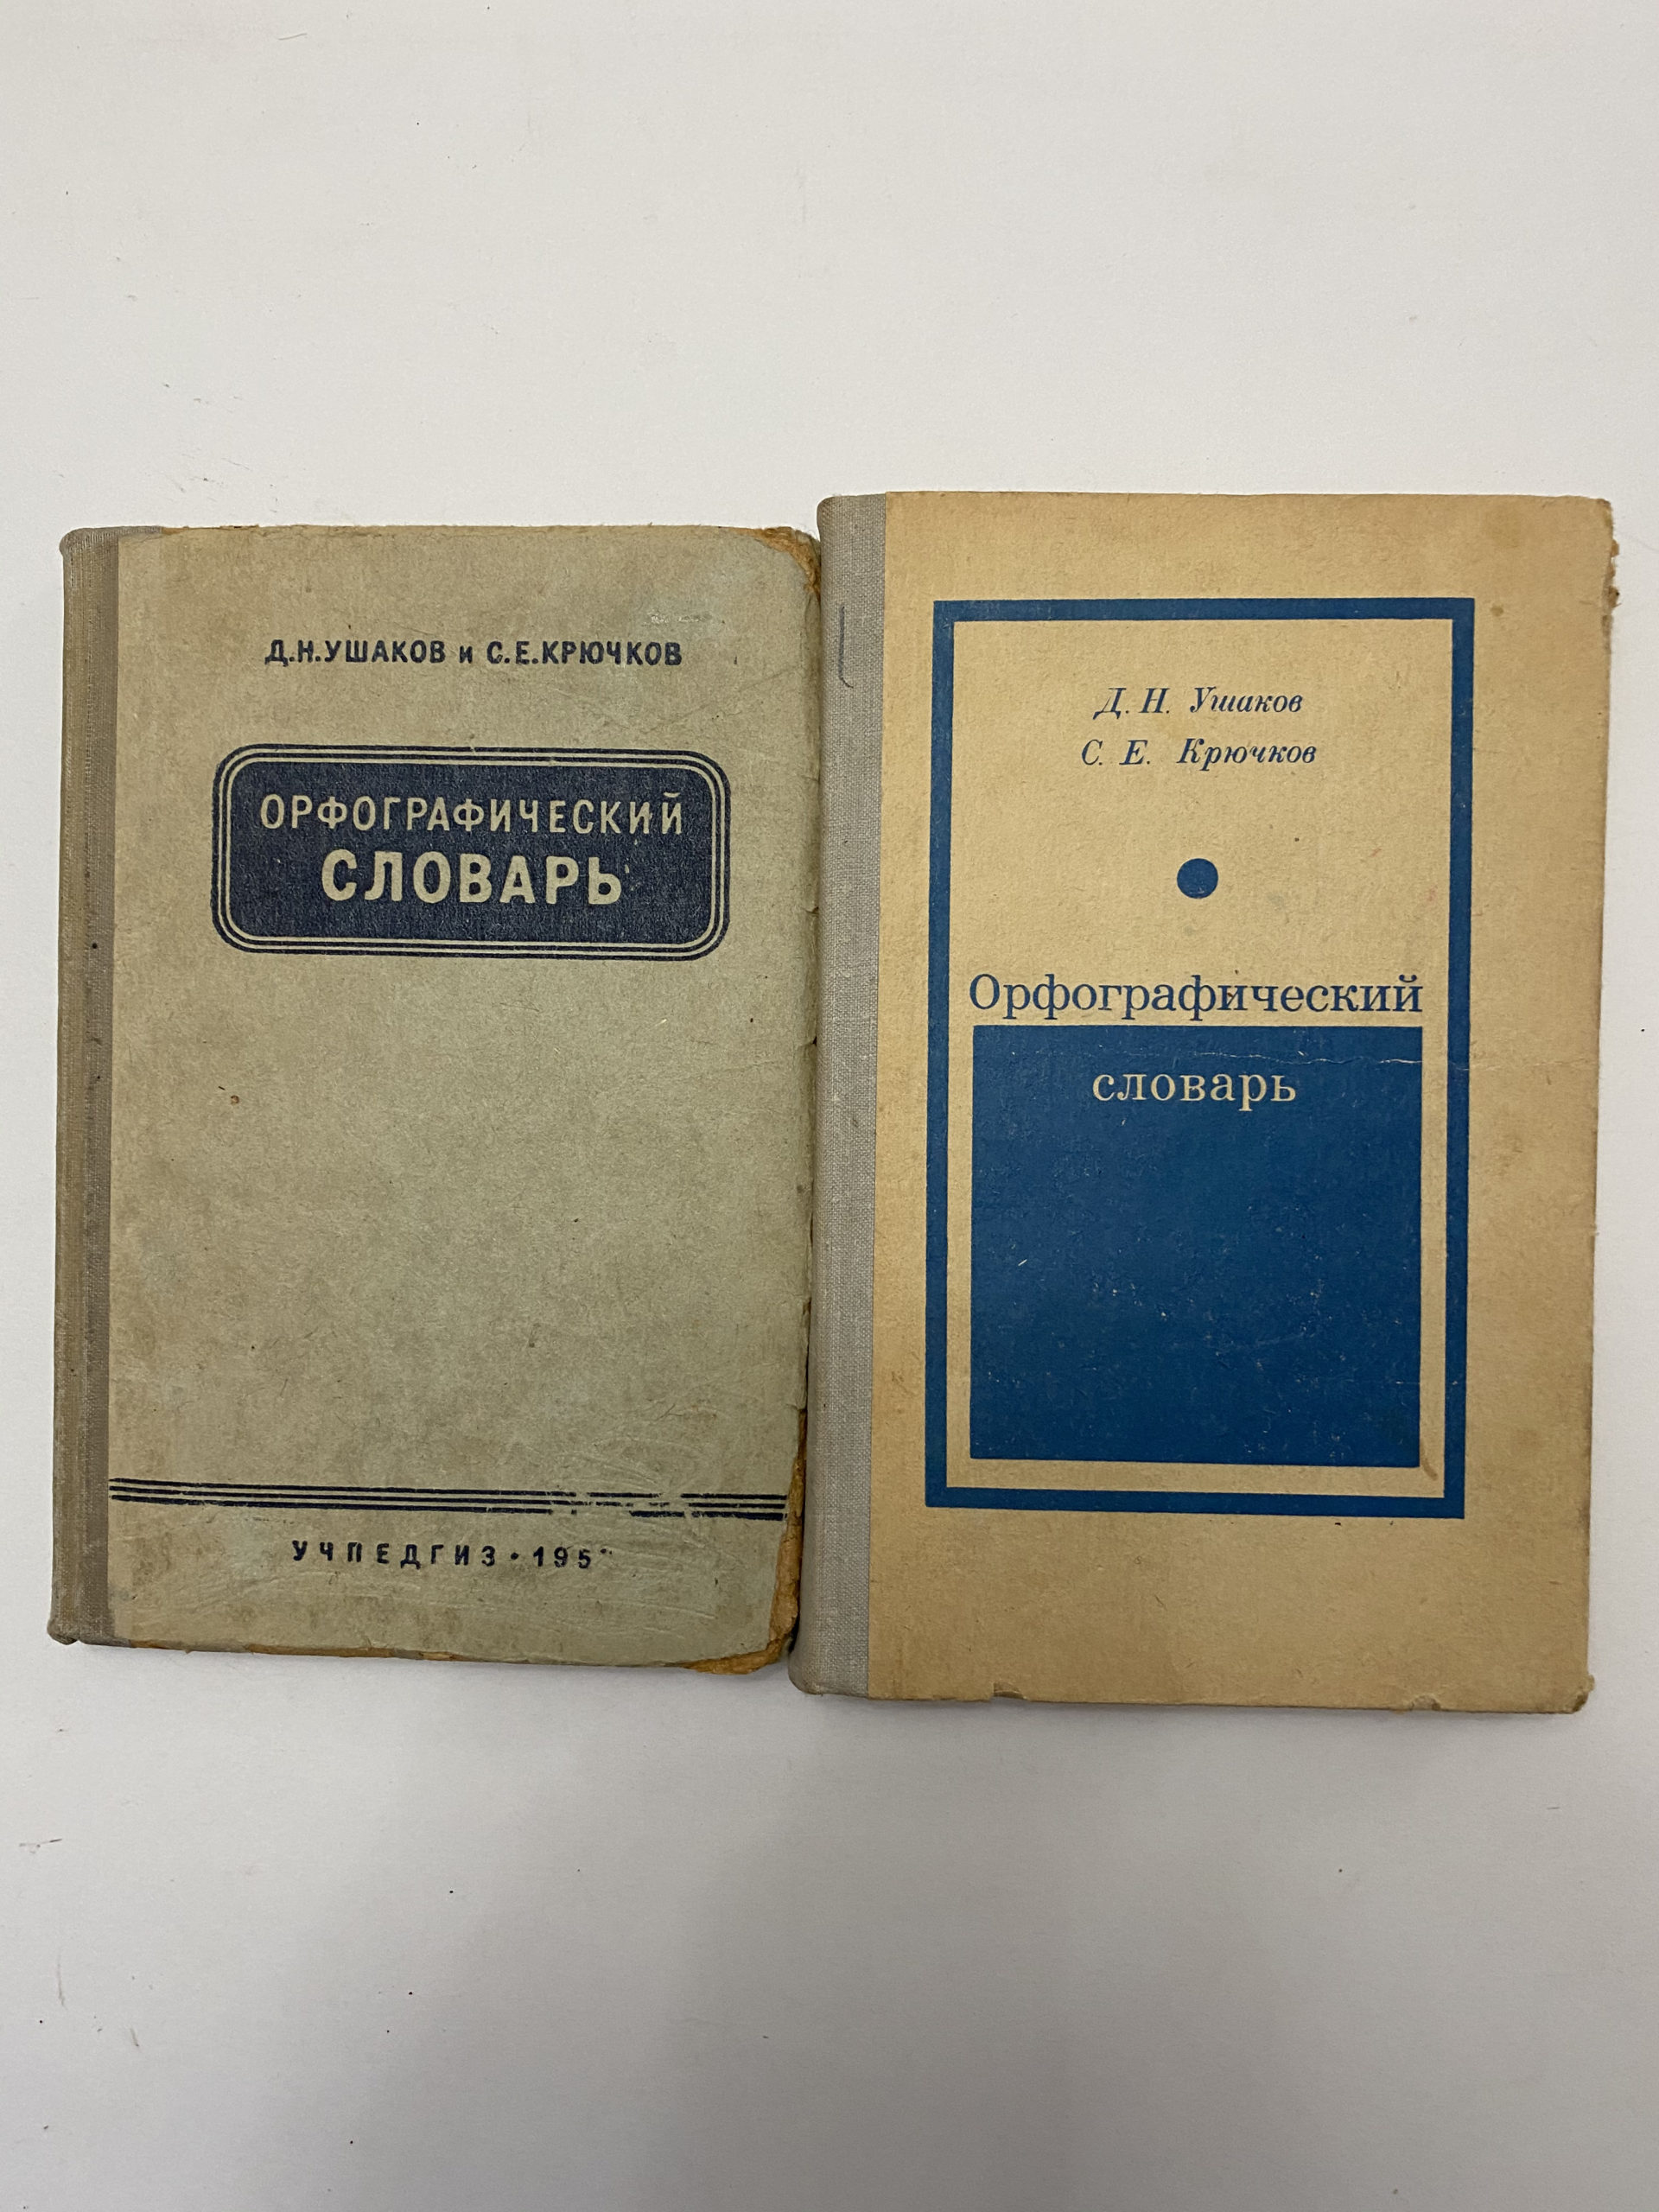 Д.Н.УШАКОВ и С.Е.КРЮЧКОВ
ОРФОГРАФИЧЕСКИЙ
СЛОВАРЬ
УЧПЕДГИЗ •
Д. Н. Ушаков
С. Е. Крючков
Орфографический
словарь